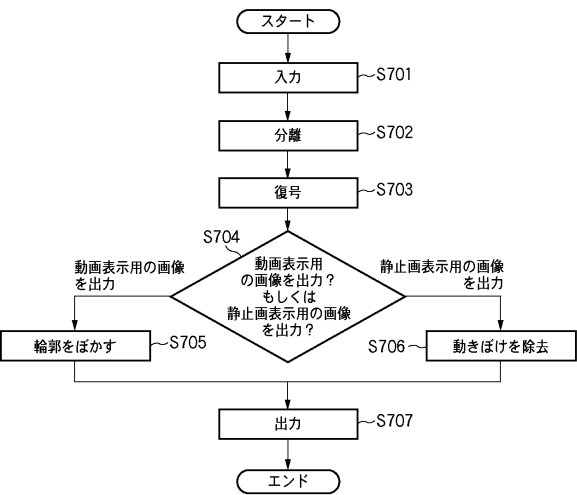 スタート
入力
S701
分離
S702
復号
S703
S704
動画表示用
の画像を出力?
もしくは
静止画表示用の画像
を出力?
動画表示用の画像
を出力
静止画表示用の画像
を出力
輪郭をぼかす
S705
S706
動きぼけを除去
出力
S707
エンド